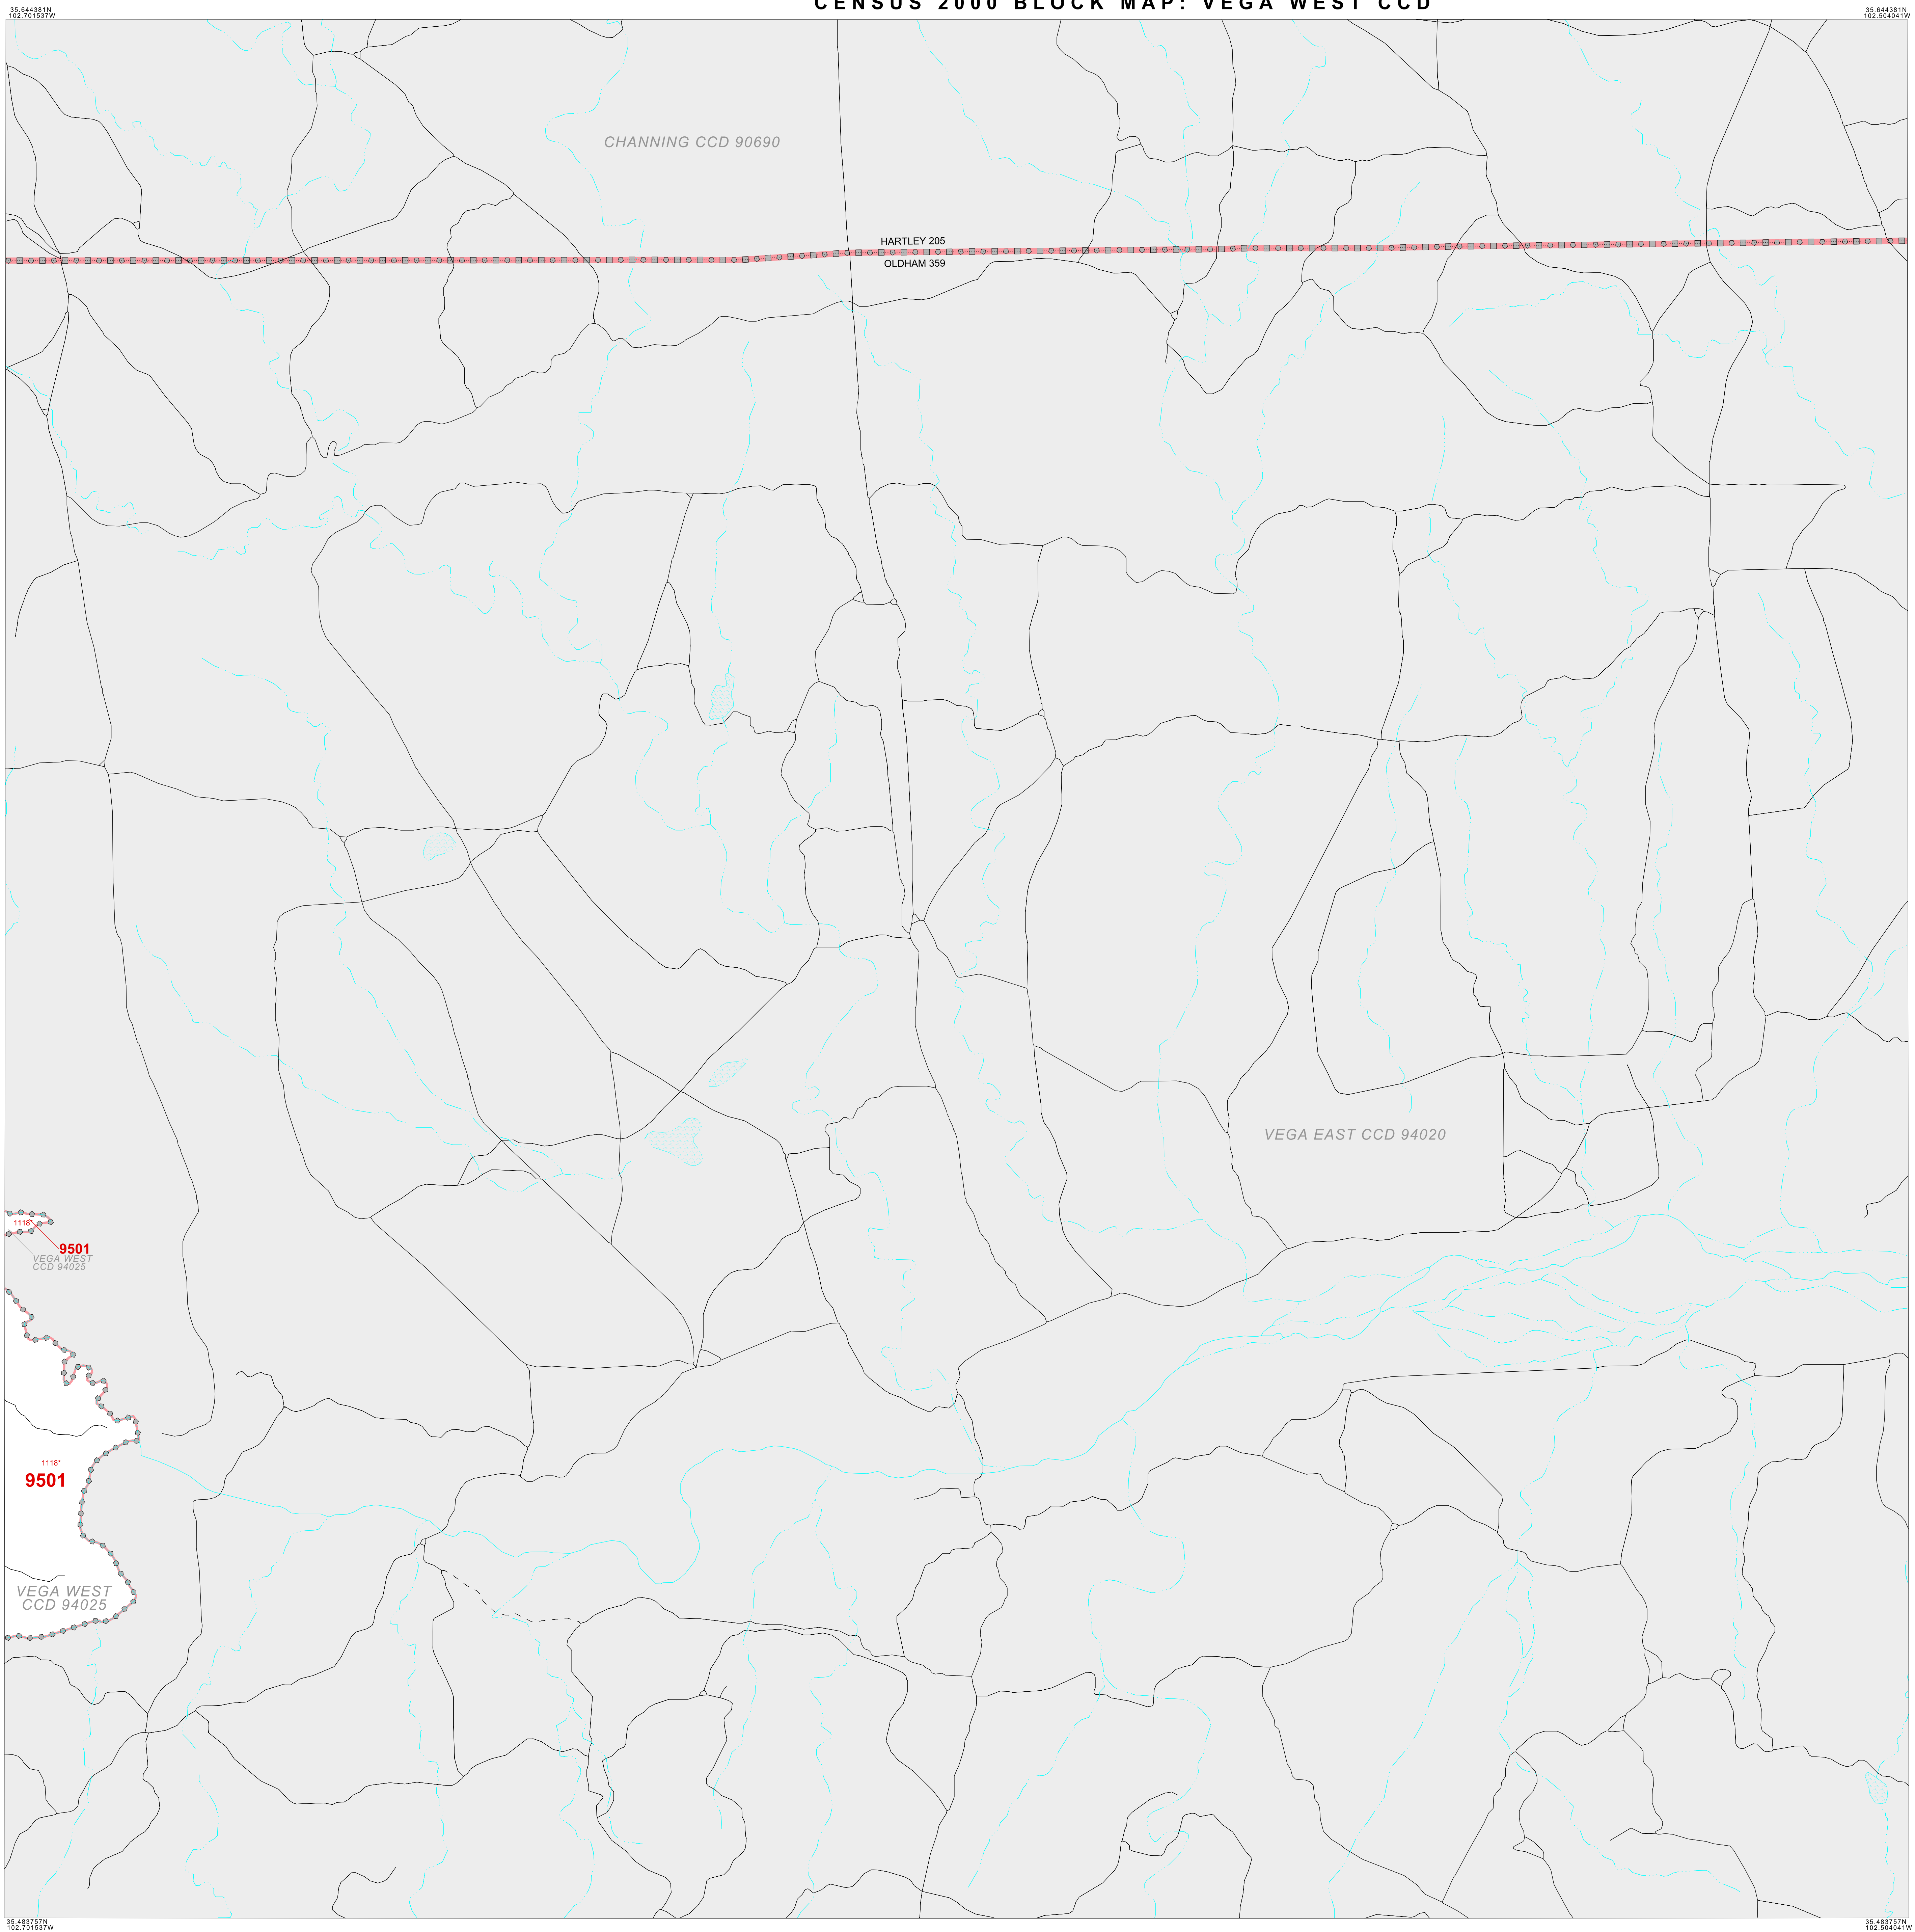 CENSUS 2000 BLOCK MAP: VEGA WEST CCD
35.644381N
102.701537W
35.644381N
102.504041W
CHANNING CCD 90690
HARTLEY 205
OLDHAM 359
VEGA EAST CCD 94020
1118*
9501
VEGA WEST
CCD 94025
1118*
9501
VEGA WEST
CCD 94025
35.483757N
102.701537W
35.483757N
102.504041W